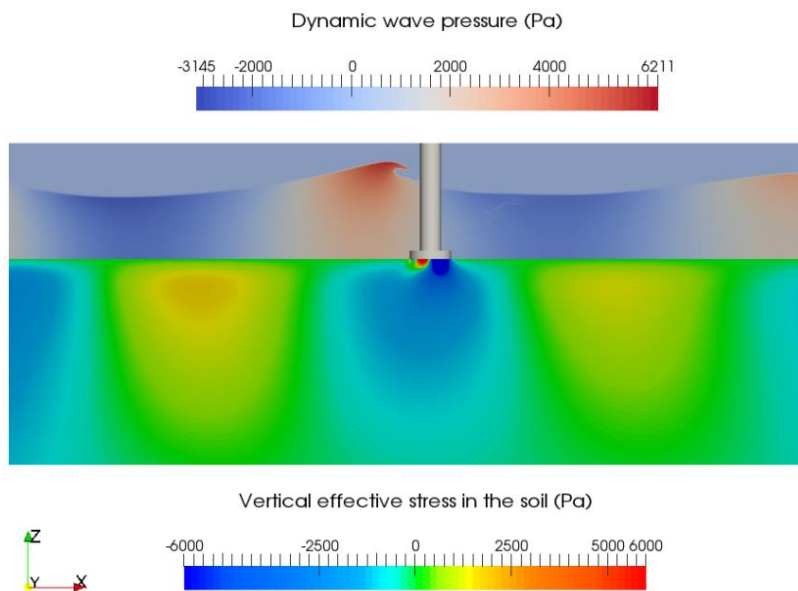 Dynamic wave pressure (Pa)
-3145 -2000 0 2000 4000 6211
Vertical effective stress in the soil (Pa)
-6000 -2500 0 2500 5000 6000
Z
Y X